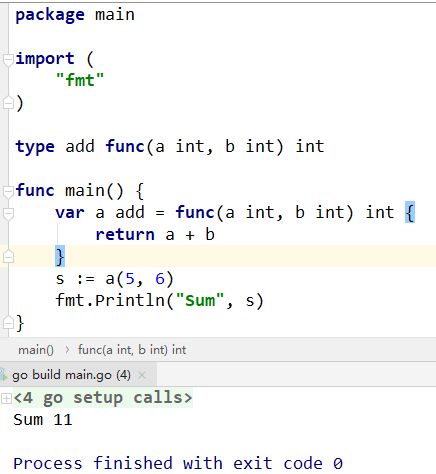 package main
import (
"fmt"
)
type add func(a int, b int) int
func main() {
var a add = func(a int, b int) int {
return a + b
}
s := a(5, 6)
fmt.Println("Sum", s)
}
main() › func(a int, b int) int
go build main.go (4) ×
<4 go setup calls>
Sum 11
Process finished with exit code 0